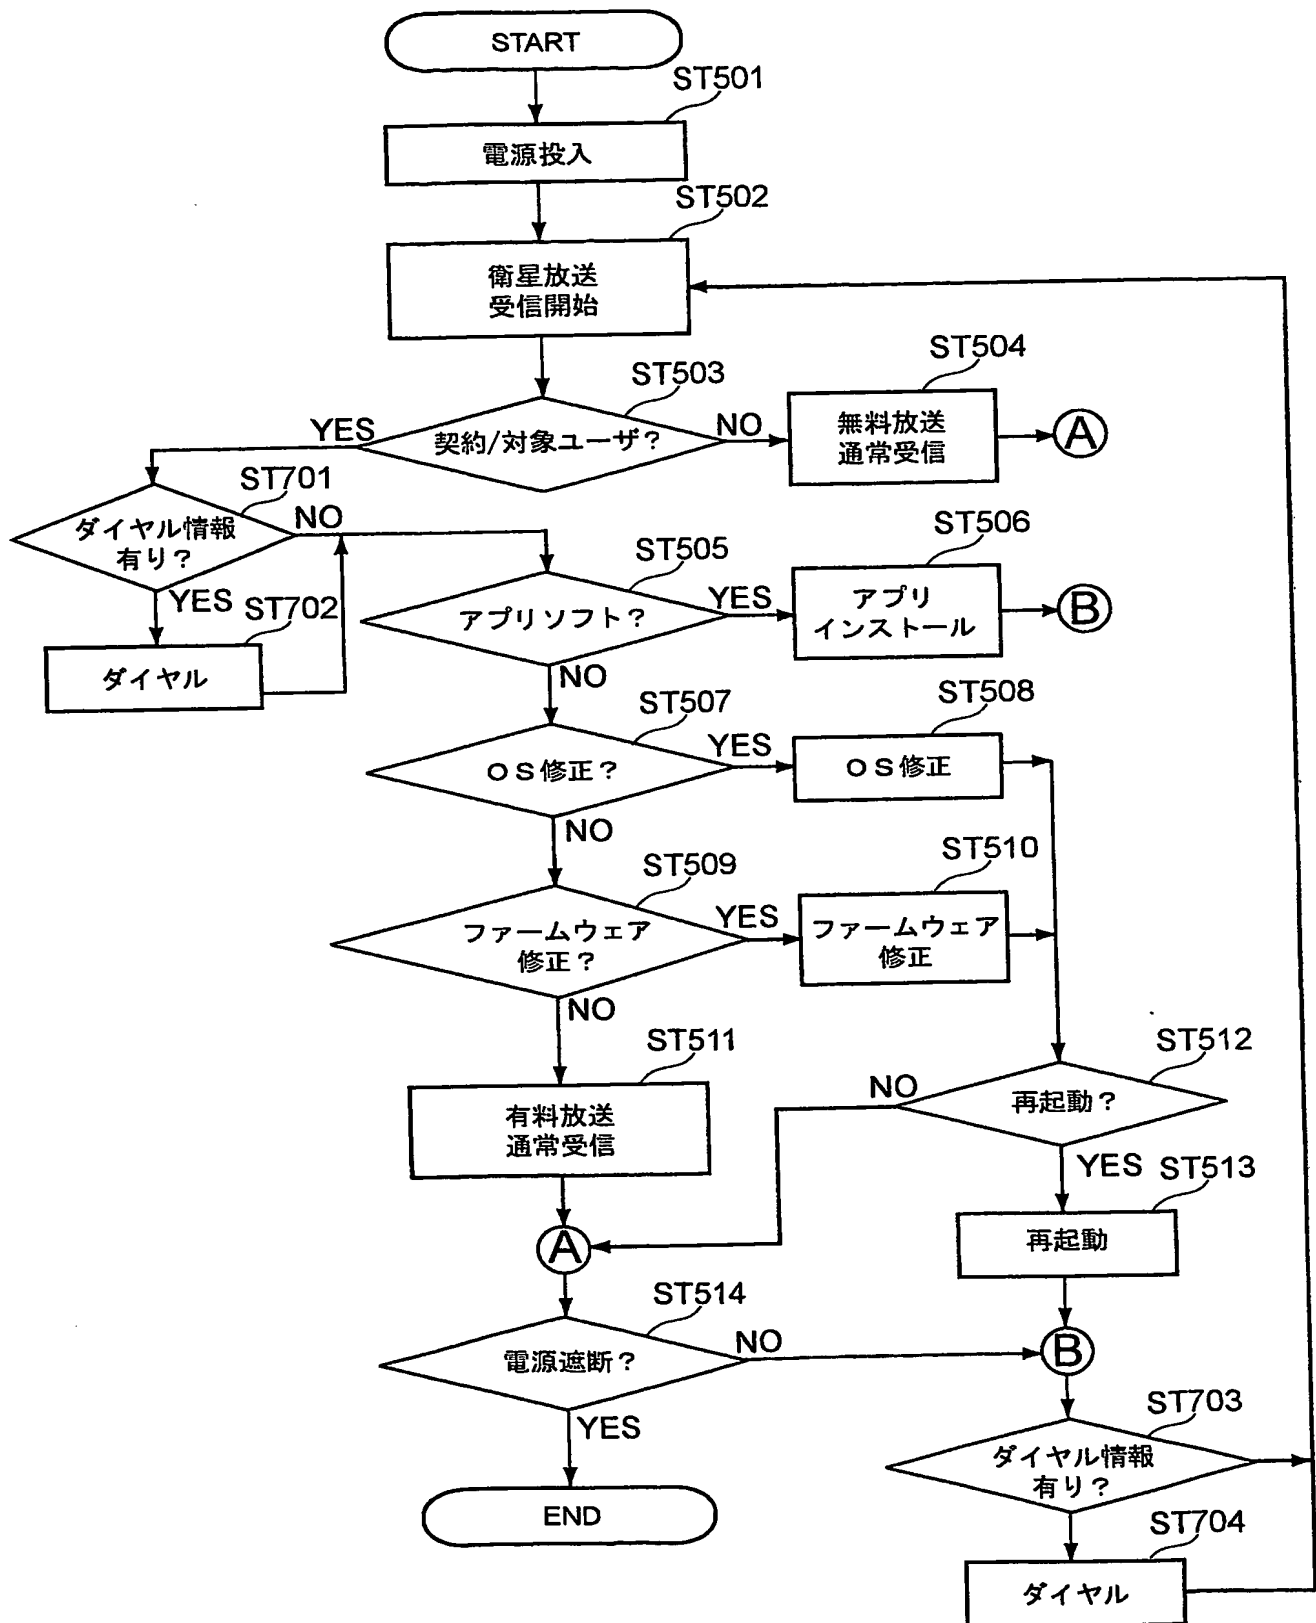 START
ST501
電源投入
ST502
衛星放送
受信開始
ST503
契約/対象ユーザ?
YES
NO
ST504
無料放送
通常受信
A
ST701
ダイヤル情報
有り?
NO
YES
ST702
ダイヤル
ST505
アプリソフト?
YES
NO
ST506
アプリ
インストール
B
ST507
OS修正?
YES
NO
ST508
OS修正
ST509
ファームウェア
修正?
YES
NO
ST510
ファームウェア
修正
ST511
有料放送
通常受信
ST512
再起動?
NO
YES
ST513
再起動
A
ST514
電源遮断?
NO
YES
B
ST703
ダイヤル情報
有り?
END
ST704
ダイヤル